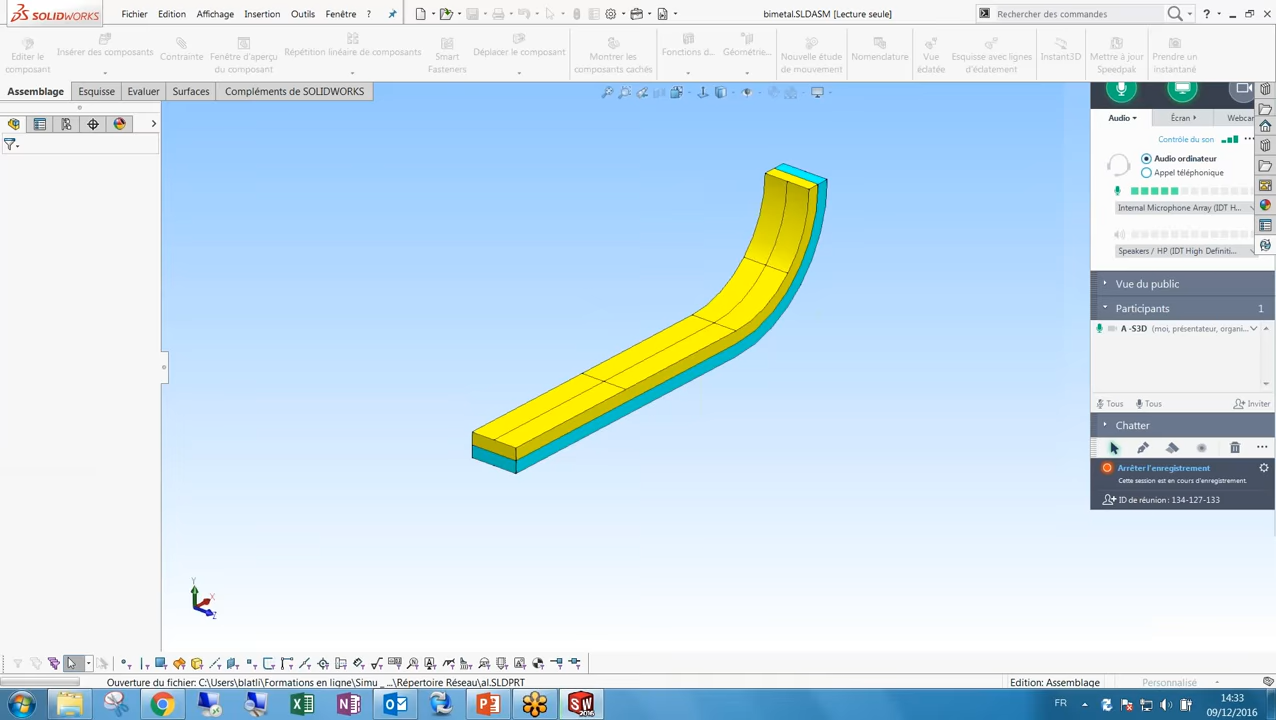 SOLIDWORKS
Fichier Edition Affichage Insertion Outils Fenêtre ? bimetal.SLDASM [Lecture seule] Rechercher des commandes
Editer le composant
Insérer des composants
Contrainte
Fenêtre d'aperçu du composant
Répétition linéaire de composants
Smart Fasteners
Déplacer le composant
Montrer les composants cachés
Fonctions d...
Géométrie...
Nouvelle étude de mouvement
Nomenclature
Vue éclatée
Esquisse avec lignes d'éclatement
Instant3D
Mettre à jour Speedpak
Prendre un instantané
Assemblage Esquisse Evaluer Surfaces Compléments de SOLIDWORKS
Audio Écran Webcar
Contrôle du son
Audio ordinateur
Appel téléphonique
Internal Microphone Array (IDT H...
Speakers / HP (IDT High Definiti...
Vue du public
Participants 1
A -S3D (moi, présentateur, organi...
Tous Tous Inviter
Chatter
Arrêter l'enregistrement
Cette session est en cours d'enregistrement.
ID de réunion : 134-127-133
Y
X
Z
Ouverture du fichier: C:\Users\blatli\Formations en ligne\Simu _ ...\Répertoire Réseau\al.SLDPRT Edition: Assemblage Personnalisé
FR 14:33
09/12/2016